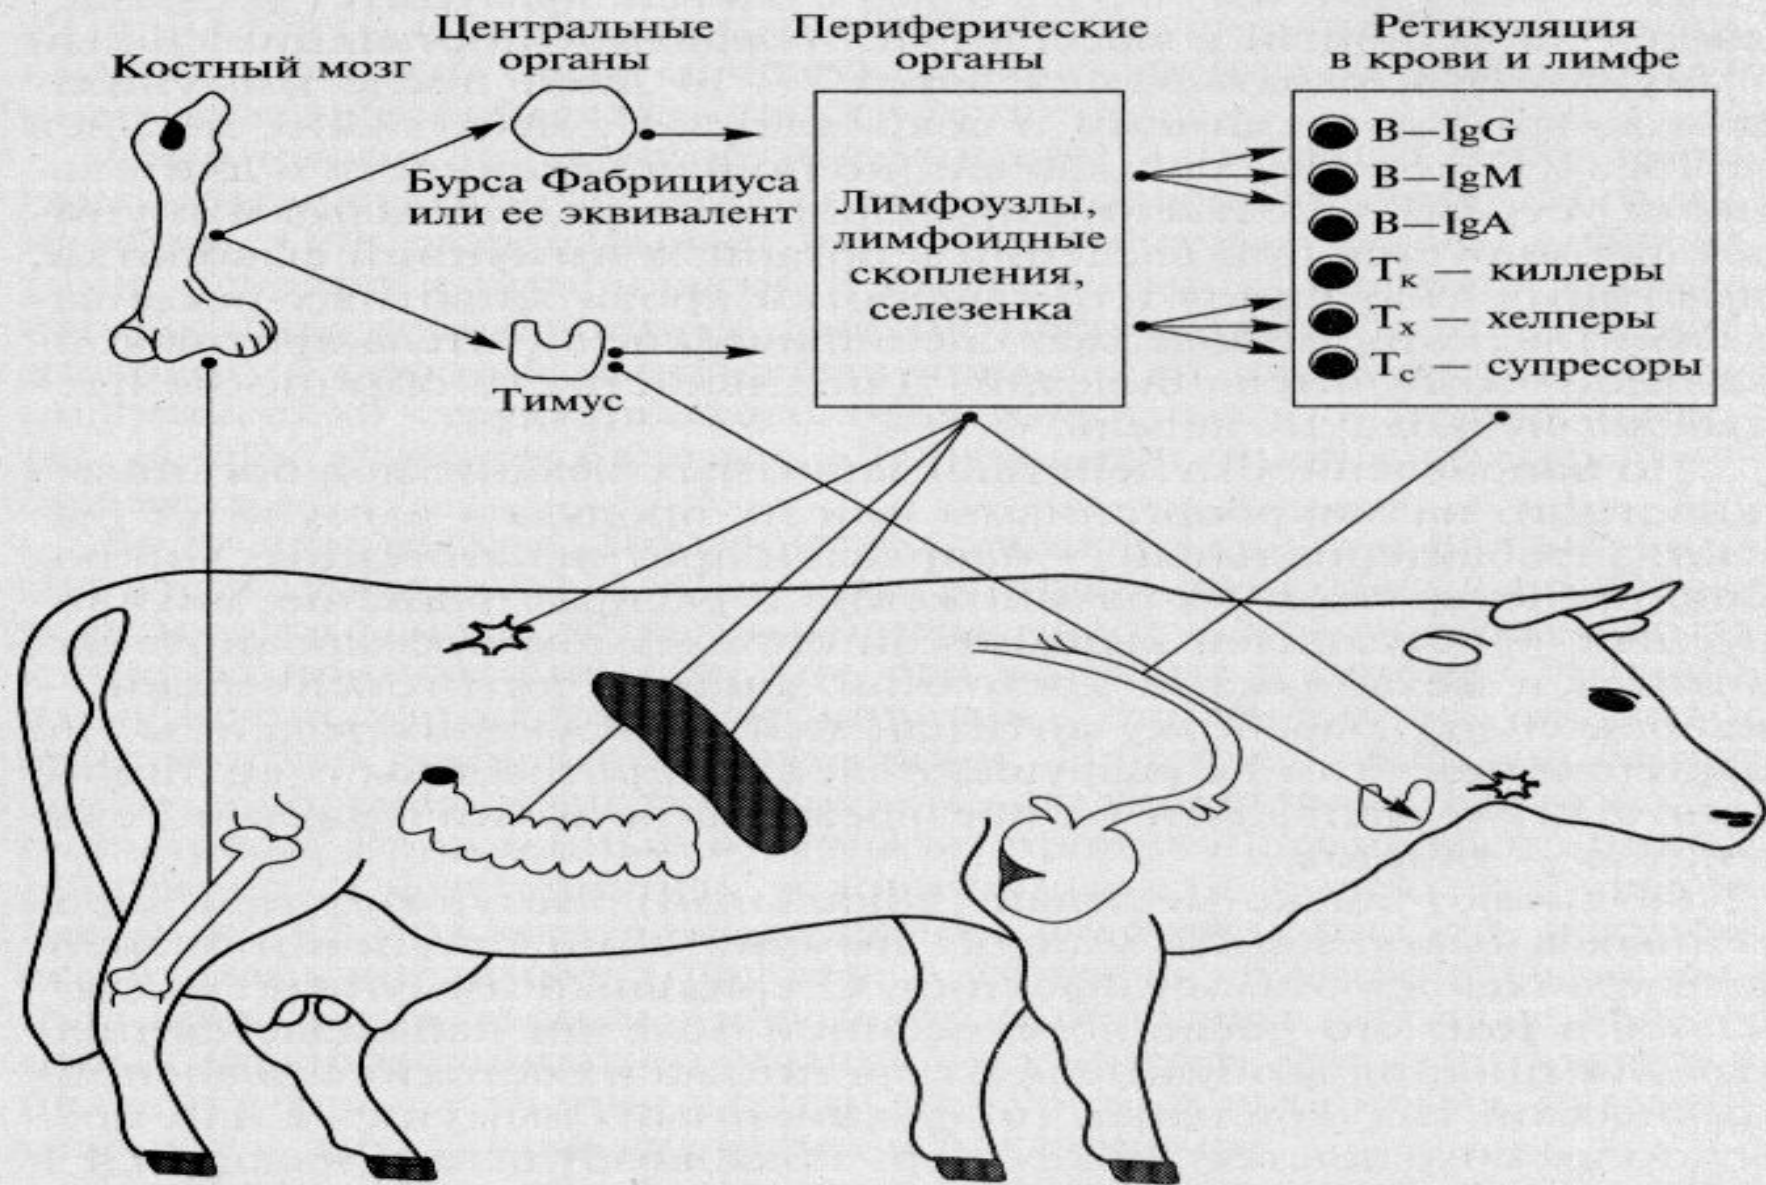 Костный мозг
Центральные
органы
Периферические
органы
Ретикуляция
в крови и лимфе
Бурса Фабрициуса
или ее эквивалент
Тимус
Лимфоузлы,
лимфоидные
скопления,
селезенка
В—IgG
В—IgM
В—IgA
Тк — киллеры
Тх — хелперы
Тс — супресоры